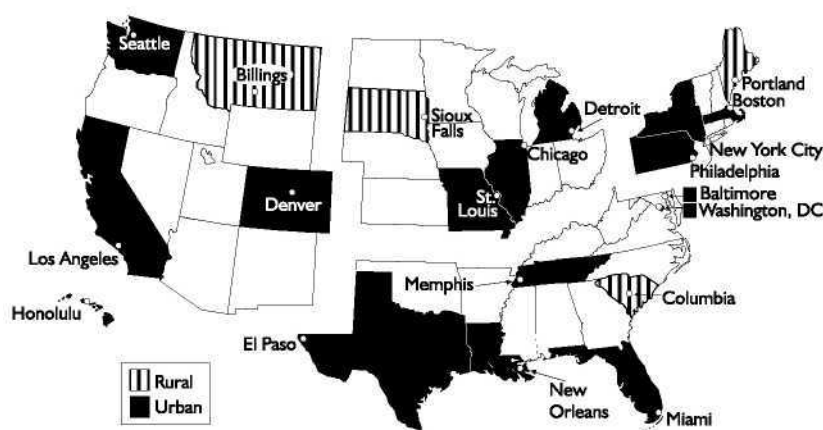 Seattle
Billings
Portland
Boston
Sioux
Falls
Detroit
Chicago
New York City
Philadelphia
Baltimore
Washington, DC
Denver
St.
Louis
Los Angeles
Memphis
Columbia
Honolulu
El Paso
New
Orleans
Miami
Rural
Urban